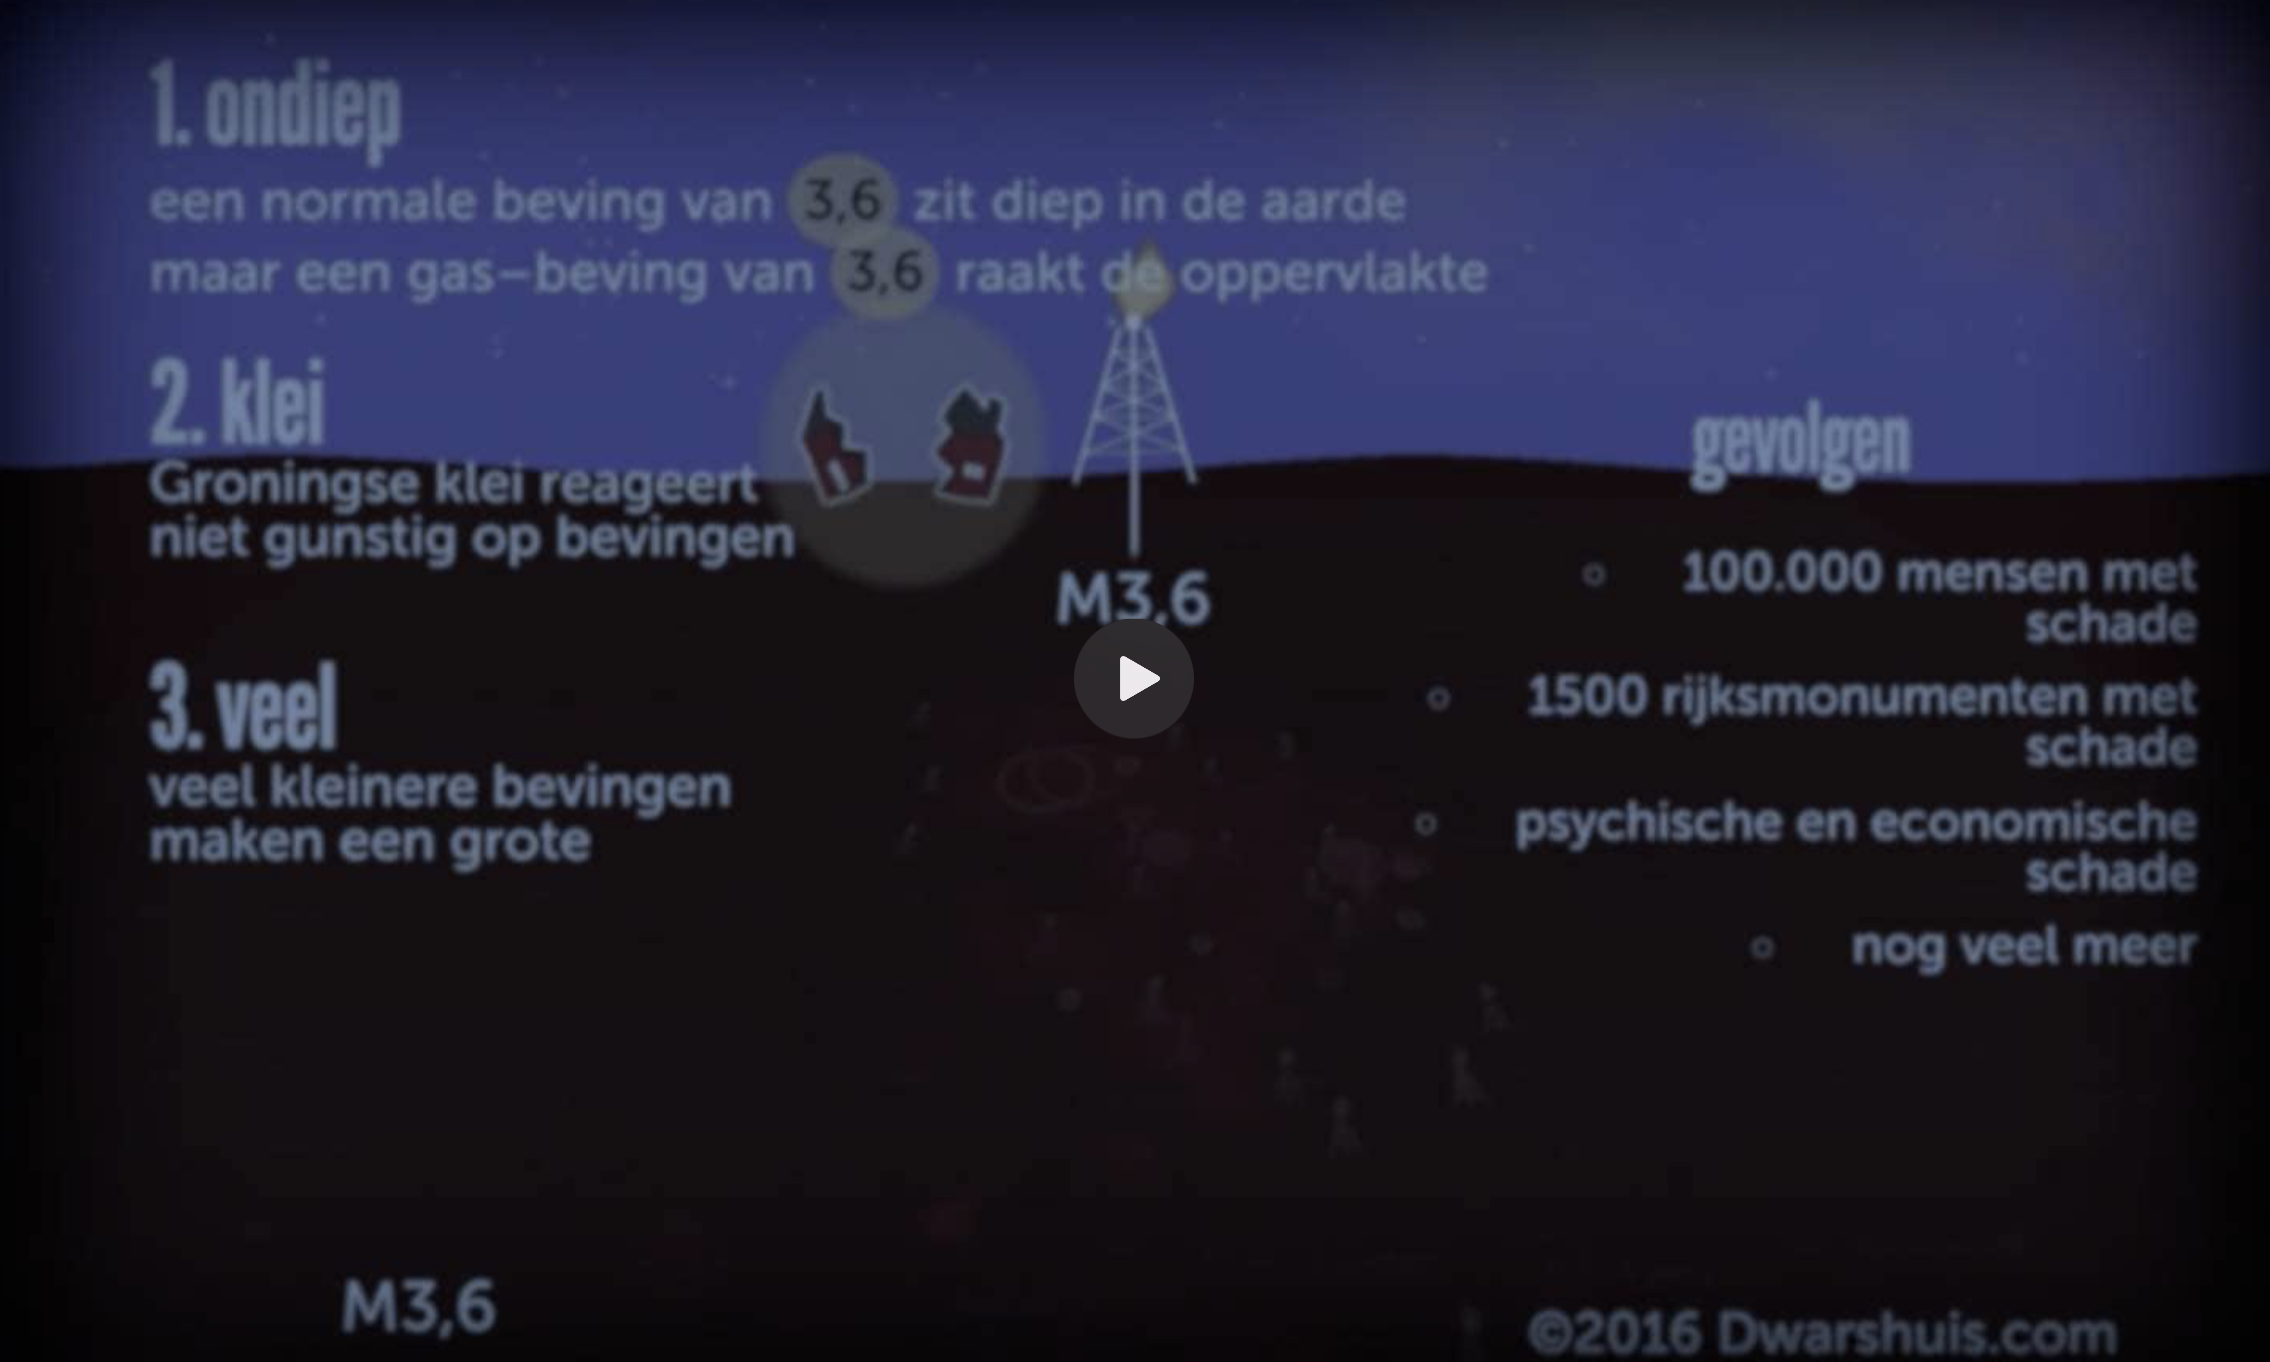 1. ondiep
een normale beving van 3,6 zit diep in de aarde
maar een gas-beving van 3,6 raakt de oppervlakte
2. klei
Groningse klei reageert
niet gunstig op bevingen
M3,6
3. veel
veel kleinere bevingen
maken een grote
gevolgen
100.000 mensen met
schade
1500 rijksmonumenten met
schade
psychische en economische
schade
nog veel meer
M3,6
©2016 Dwarshuis.com